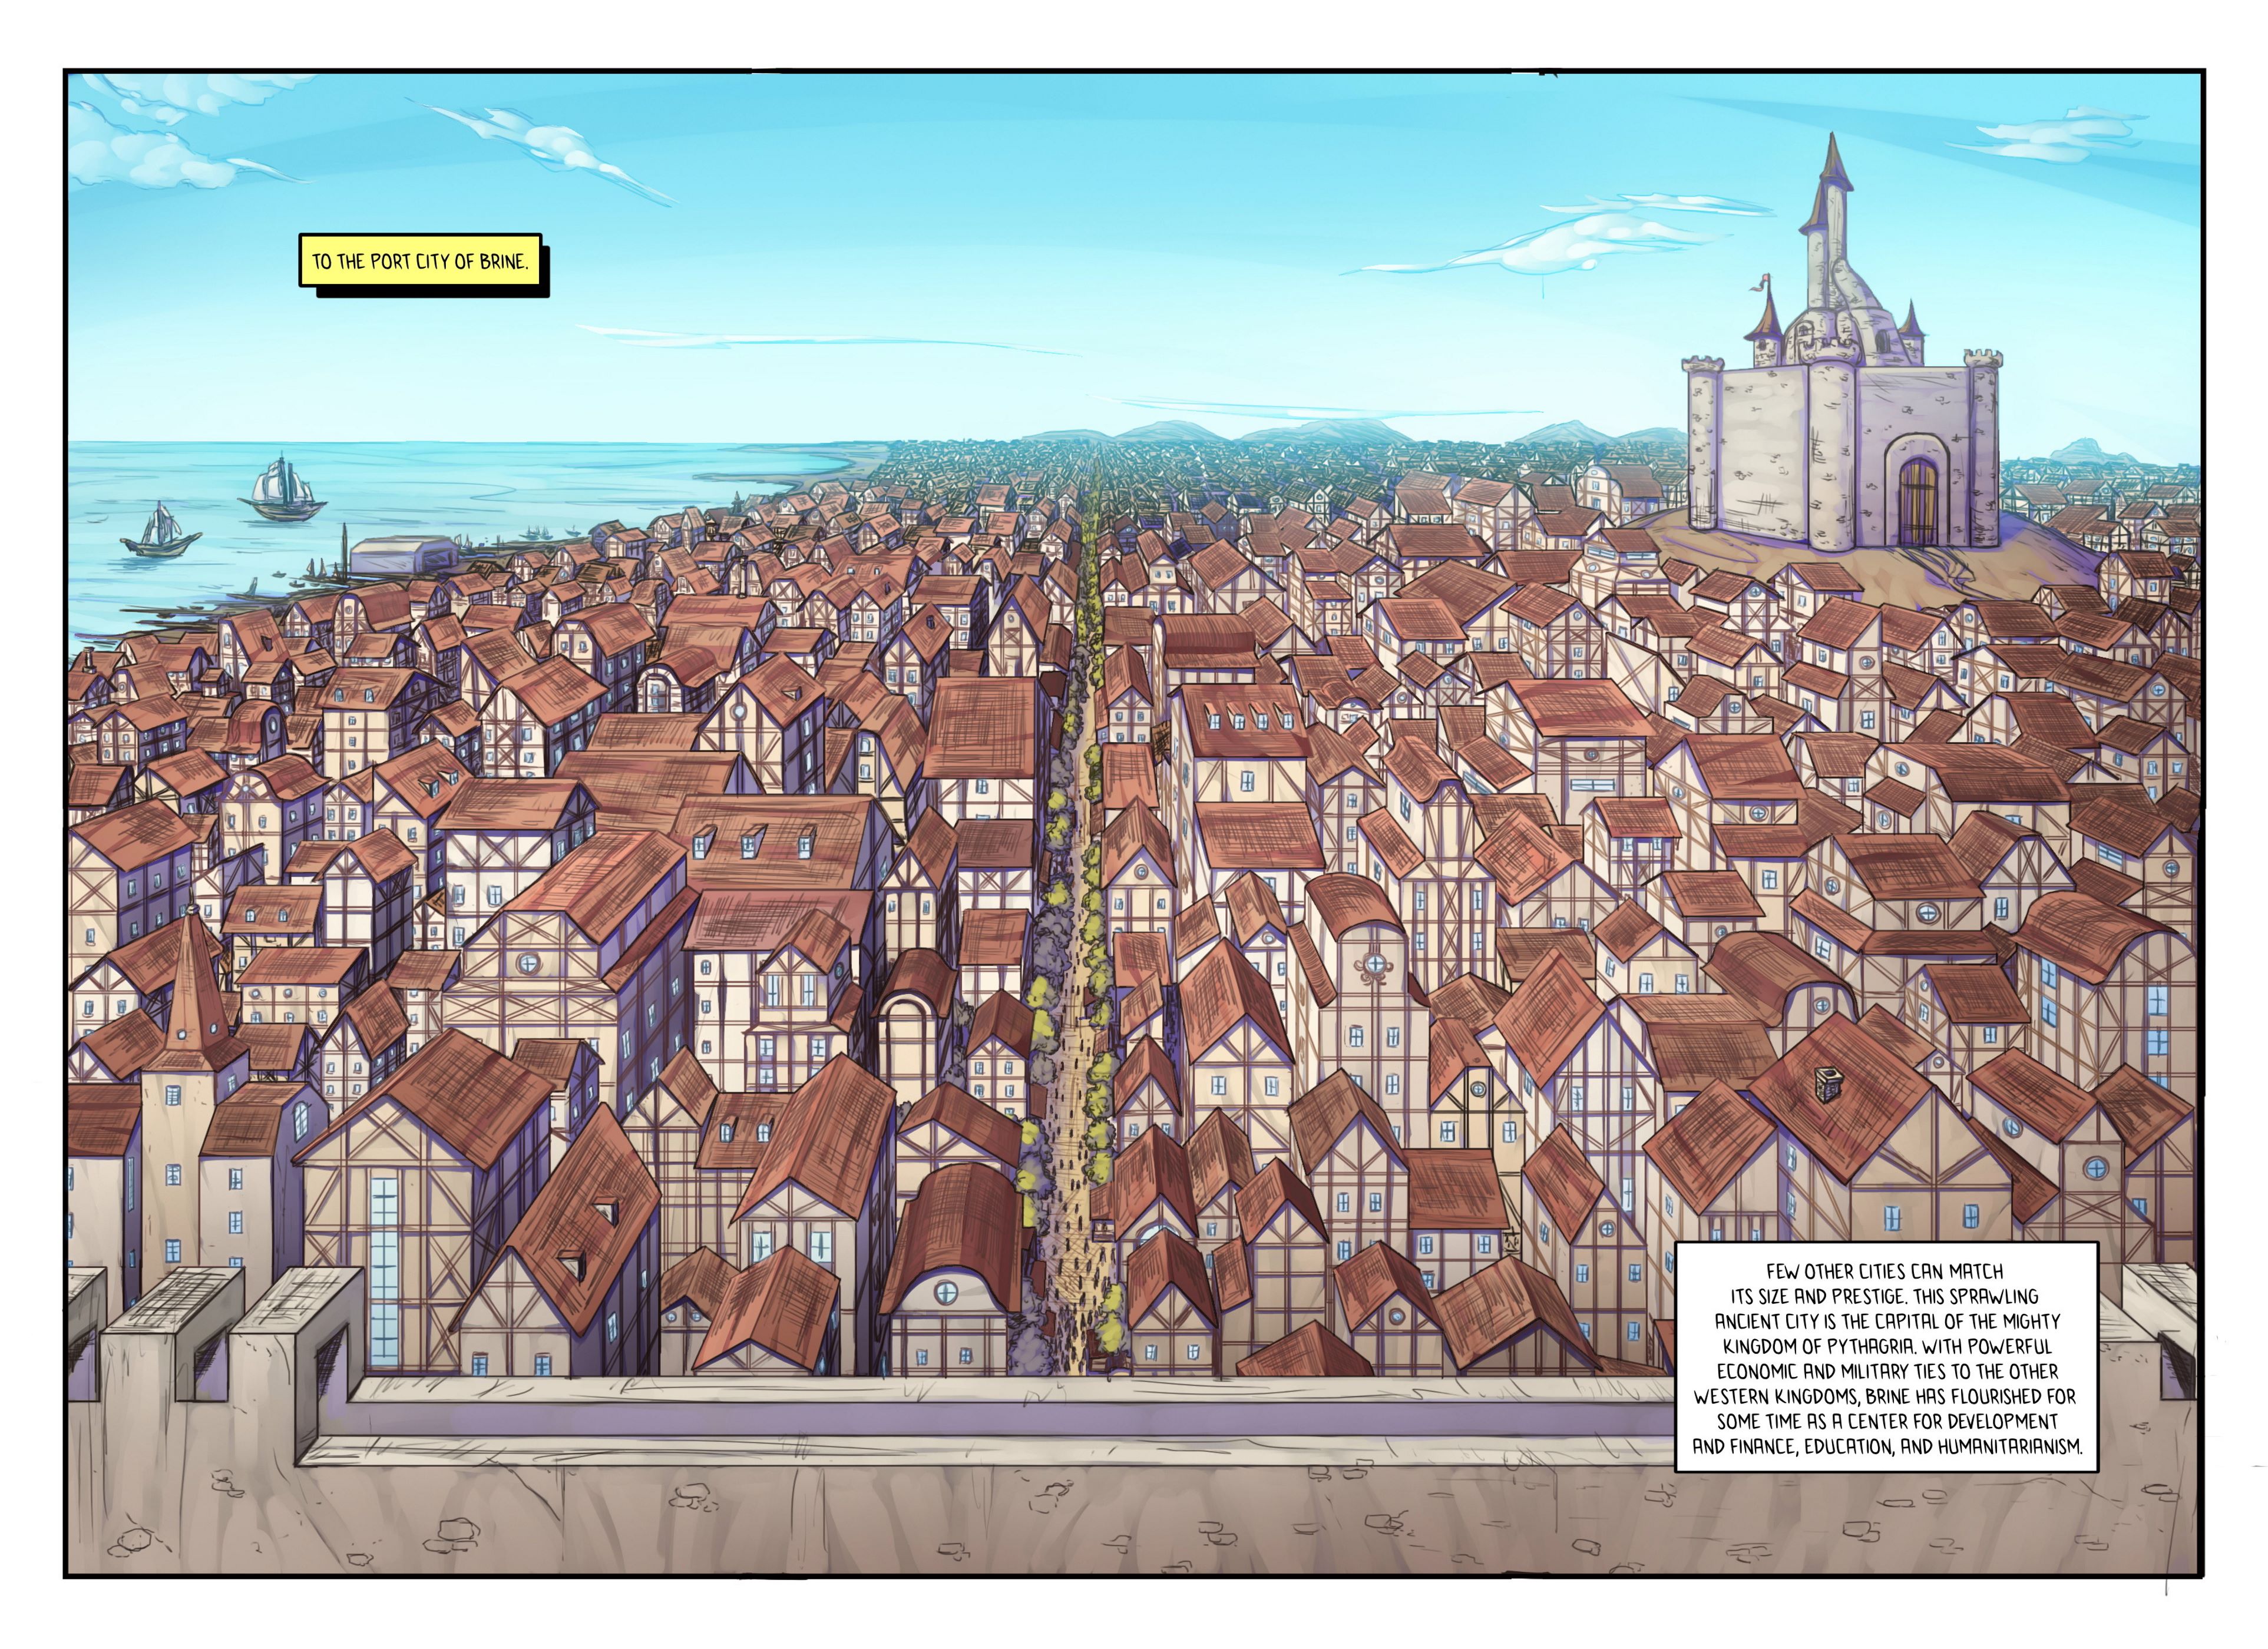 TO THE PORT CITY OF BRINE.
FEW OTHER CITIES CAN MATCH
ITS SIZE AND PRESTIGE. THIS SPRAWLING
ANCIENT CITY IS THE CAPITAL OF THE MIGHTY
KINGDOM OF PYTHAGRIA. WITH POWERFUL
ECONOMIC AND MILITARY TIES TO THE OTHER
WESTERN KINGDOMS, BRINE HAS FLOURISHED FOR
SOME TIME AS A CENTER FOR DEVELOPMENT
AND FINANCE, EDUCATION, AND HUMANITARIANISM.